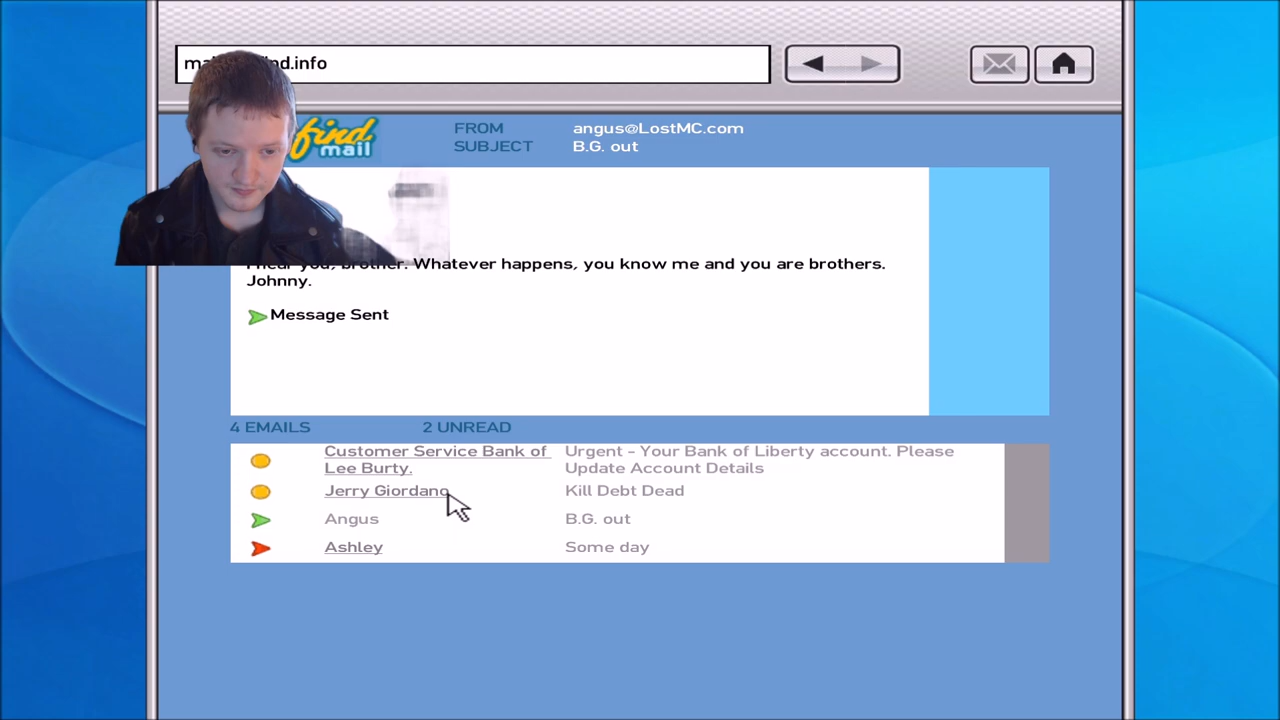 find.info
find
mail
FROM angus@LostMC.com
SUBJECT B.G. out
you, brother. Whatever happens, you know me and you are brothers.
Johnny.
Message Sent
4 EMAILS 2 UNREAD
Customer Service Bank of Lee Burty. Urgent - Your Bank of Liberty account. Please
Update Account Details
Jerry Giordano Kill Debt Dead
Angus B.G. out
Ashley Some day